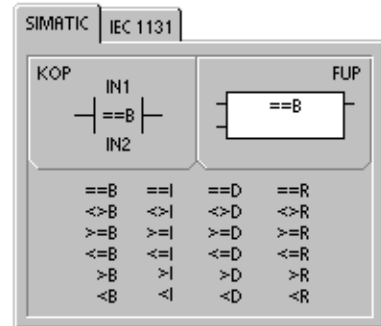 SIMATIC IEC 1131
KOP
IN1
==B
IN2
FUP
==B
==B ==I ==D ==R
<>B <>I <>D <>R
>=B >=I >=D >=R
<=B <=I <=D <=R
>B >I >D >R
<B <I <D <R